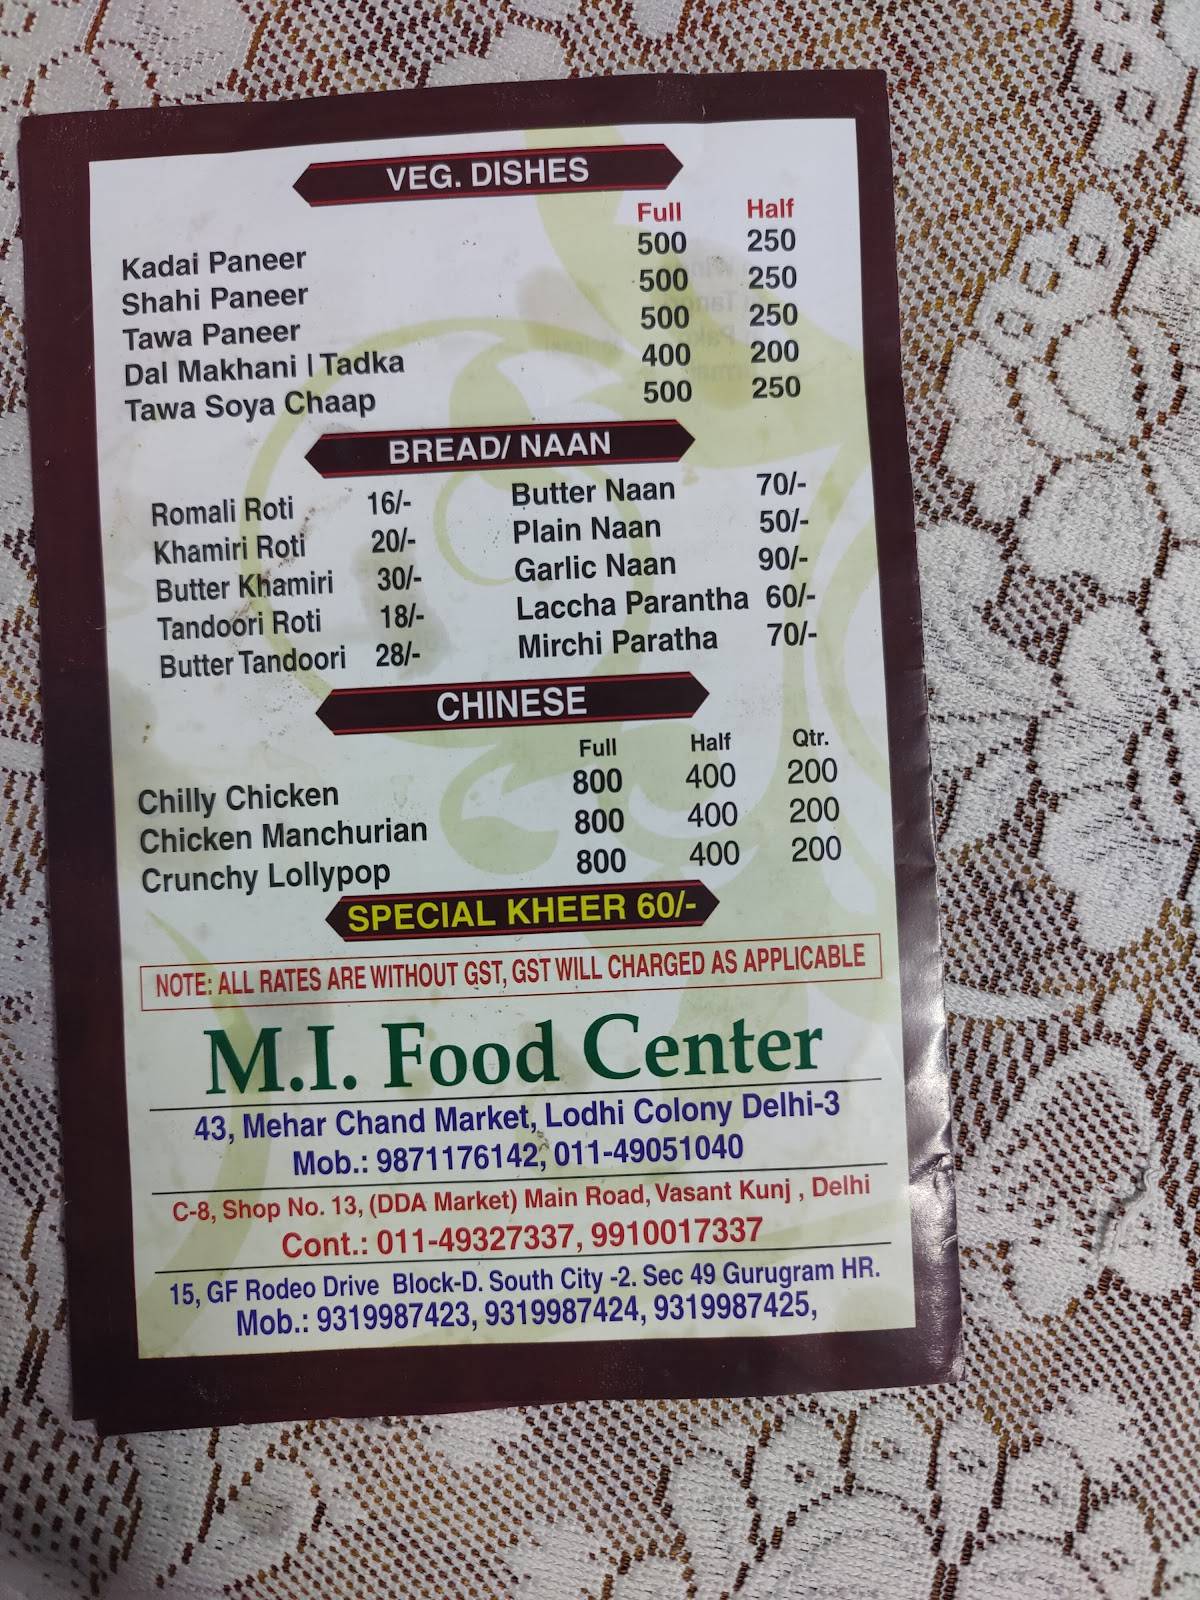 VEG. DISHES
Full Half
Kadai Paneer 500 250
Shahi Paneer 500 250
Tawa Paneer 500 250
Dal Makhani I Tadka 400 200
Tawa Soya Chaap 500 250
BREAD/ NAAN
Romali Roti 16/- Butter Naan 70/-
Khamiri Roti 20/- Plain Naan 50/-
Butter Khamiri 30/- Garlic Naan 90/-
Tandoori Roti 18/- Laccha Parantha 60/-
Butter Tandoori 28/- Mirchi Paratha 70/-
CHINESE
Full Half Qtr.
Chilly Chicken 800 400 200
Chicken Manchurian 800 400 200
Crunchy Lollypop 800 400 200
SPECIAL KHEER 60/-
NOTE: ALL RATES ARE WITHOUT GST, GST WILL CHARGED AS APPLICABLE
M.I. Food Center
43, Mehar Chand Market, Lodhi Colony Delhi-3
Mob.: 9871176142, 011-49051040
C-8, Shop No. 13, (DDA Market) Main Road, Vasant Kunj , Delhi
Cont.: 011-49327337, 9910017337
15, GF Rodeo Drive Block-D. South City -2. Sec 49 Gurugram HR.
Mob.: 9319987423, 9319987424, 9319987425,